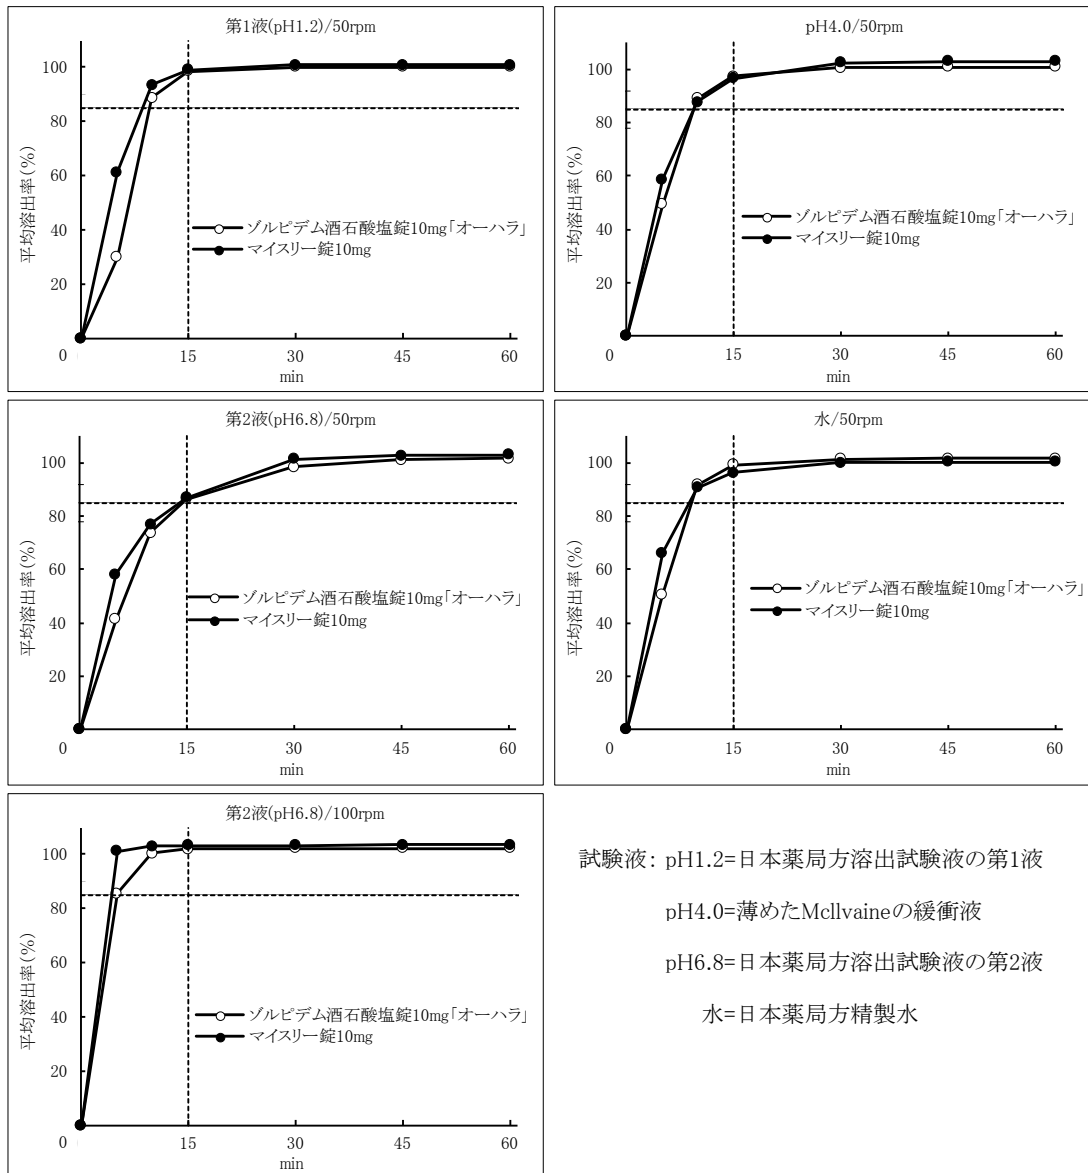 第1液(pH1.2)/50rpm
平均溶出率(%)
100
80
60
40
20
0
15
30
45
60
min
ゾルピデム酒石酸塩錠10mg「オーハラ」
マイスリー錠10mg
pH4.0/50rpm
平均溶出率(%)
100
80
60
40
20
0
15
30
45
60
min
ゾルピデム酒石酸塩錠10mg「オーハラ」
マイスリー錠10mg
第2液(pH6.8)/50rpm
平均溶出率(%)
100
80
60
40
20
0
15
30
45
60
min
ゾルピデム酒石酸塩錠10mg「オーハラ」
マイスリー錠10mg
水/50rpm
平均溶出率(%)
100
80
60
40
20
0
15
30
45
60
min
ゾルピデム酒石酸塩錠10mg「オーハラ」
マイスリー錠10mg
第2液(pH6.8)/100rpm
平均溶出率(%)
100
80
60
40
20
0
15
30
45
60
min
ゾルピデム酒石酸塩錠10mg「オーハラ」
マイスリー錠10mg
試験液: pH1.2=日本薬局方溶出試験液の第1液
pH4.0=薄めたMcllvaineの緩衝液
pH6.8=日本薬局方溶出試験液の第2液
水=日本薬局方精製水